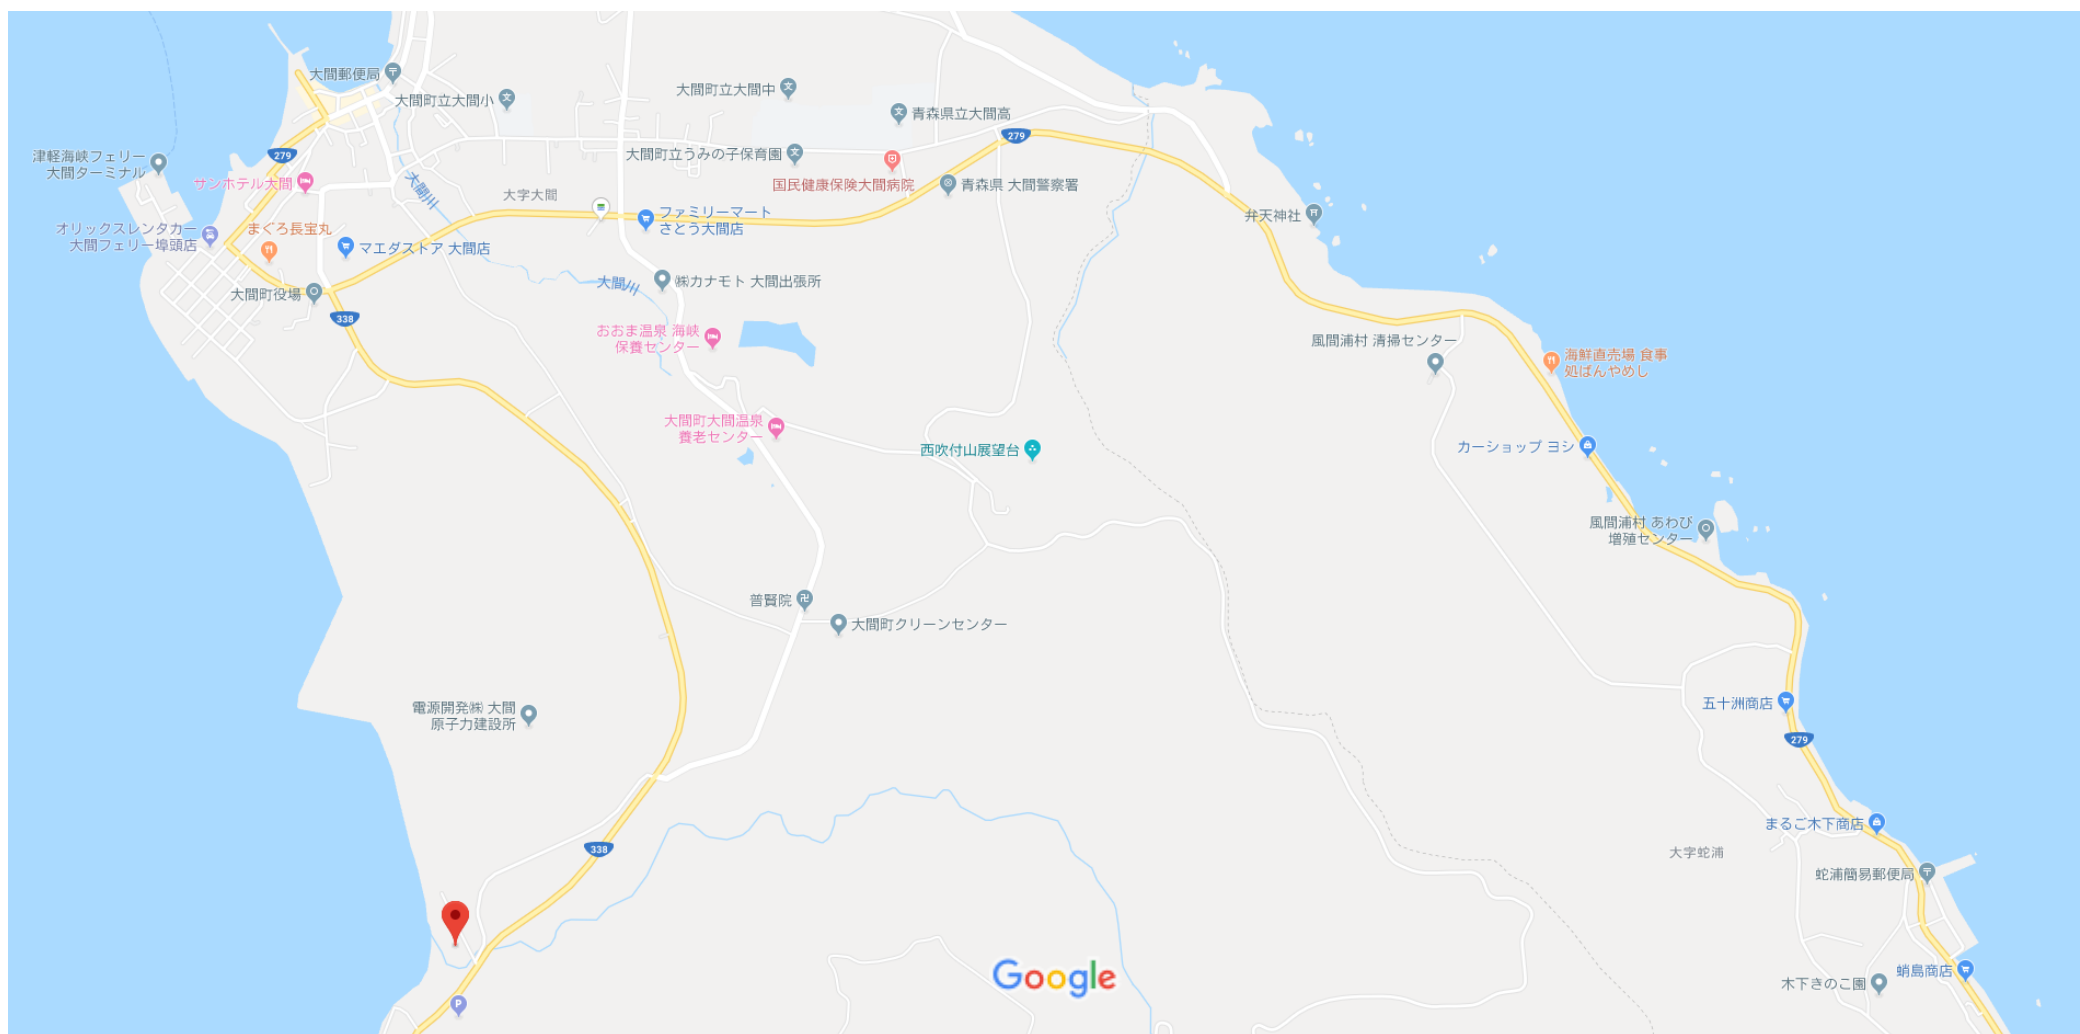 大間郵便局
大間町立大間小
大間町立大間中
青森県立大間高
279
279
津軽海峡フェリー
大間ターミナル
大間町立うみの子保育園
国民健康保険大間病院
青森県 大間警察署
サンホテル大間
大間川
大字大間
ファミリーマート
さとう大間店
弁天神社
オリックスレンタカー
大間フェリー埠頭店
まぐろ長宝丸
マエダストア 大間店
大間町役場
338
大間川
㈱カナモト 大間出張所
おおま温泉 海峡
保養センター
風間浦村 清掃センター
海鮮直売場 食事
処ばんやめし
大間町大間温泉
養老センター
西吹付山展望台
カーショップ ヨシ
風間浦村 あわび
増殖センター
普賢院
大間町クリーンセンター
電源開発㈱ 大間
原子力建設所
五十洲商店
279
まるご木下商店
338
大字蛇浦
蛇浦簡易郵便局
Google
蛸島商店
木下きのこ園
P